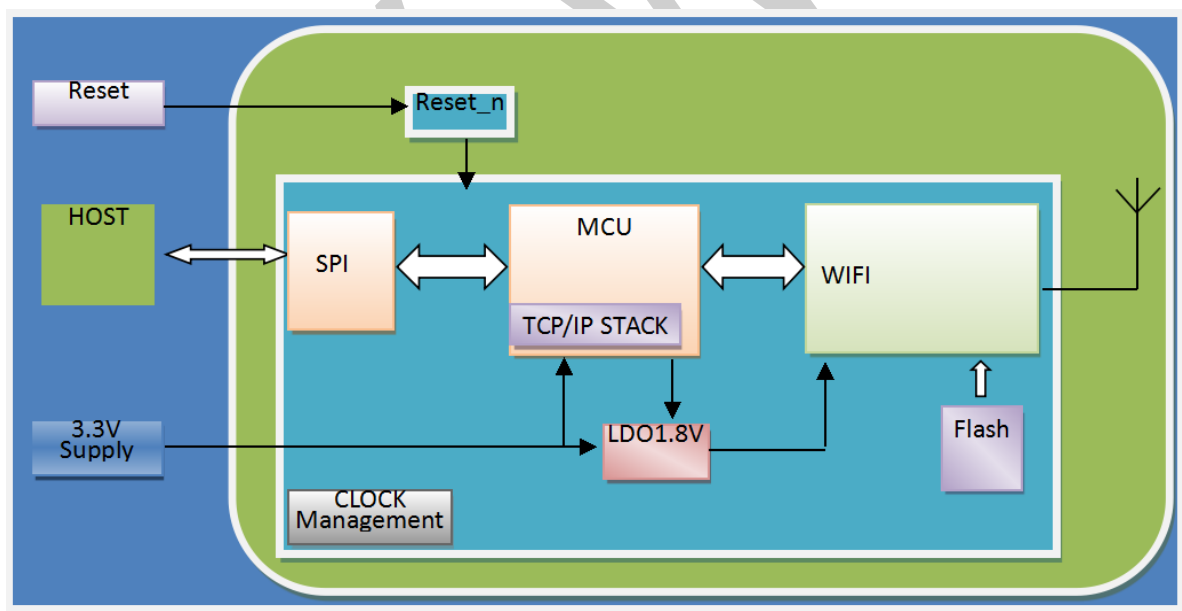 Reset
Reset_n
HOST
SPI
MCU
WIFI
TCP/IP STACK
3.3V
Supply
LDO1.8V
Flash
CLOCK
Management